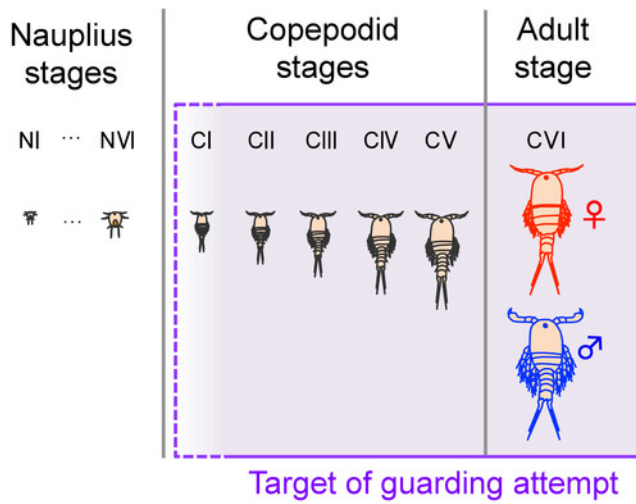 Nauplius
stages
Copepodid
stages
Adult
stage
NI ... NVI CI CII CIII CIV CV CVI
...
♀
♂
Target of guarding attempt